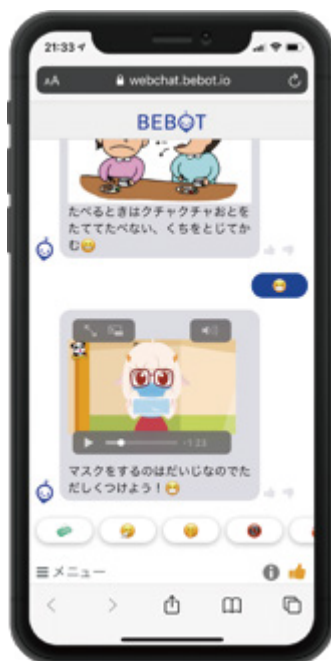 21:33
AA webchat.bebot.io
BEBOT
たべるときはクチャクチャおとを
たててたべない、くちをとじてか
む
-1:23
マスクをするのはだいじなのでた
だしくつけよう！
メニュー